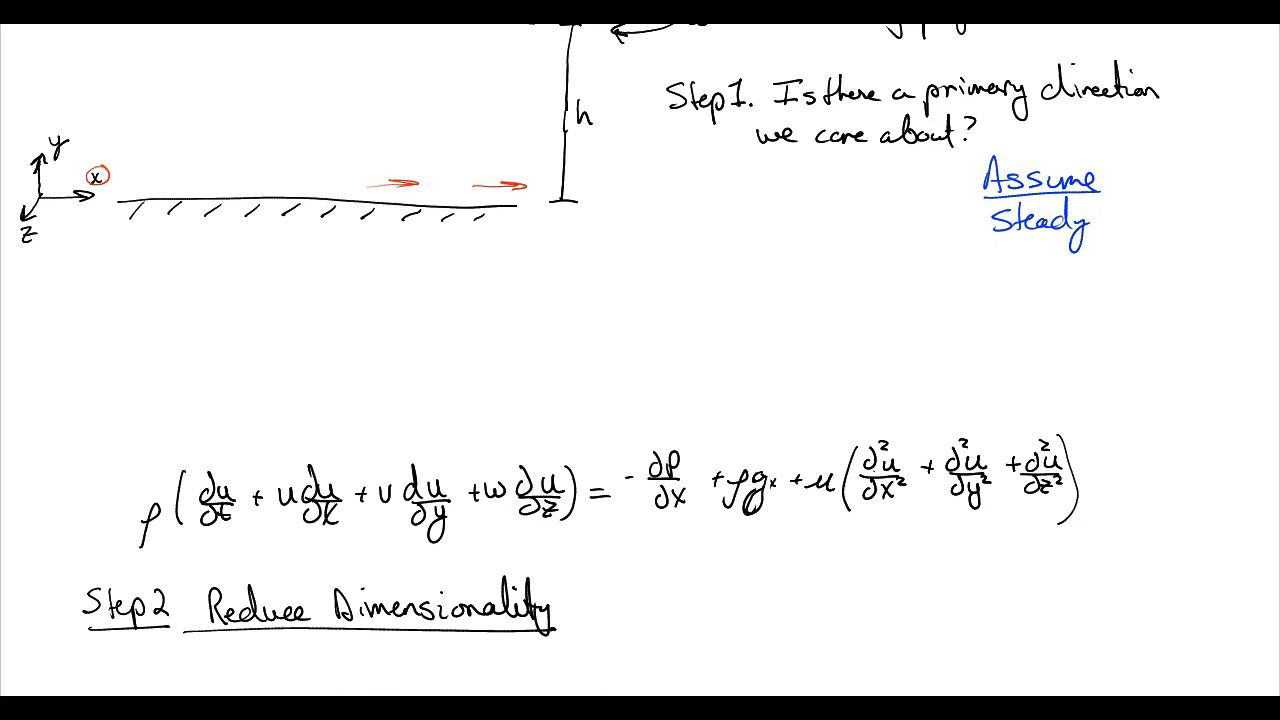 h
Step 1. Is there a primary direction
we care about?
y
x
z
Assume
Steady
ρ ( ∂u/∂t + u ∂u/∂x + v ∂u/∂y + w ∂u/∂z ) = - ∂P/∂x + ρgx + μ ( ∂²u/∂x² + ∂²u/∂y² + ∂²u/∂z² )
Step 2 Reduce Dimensionality